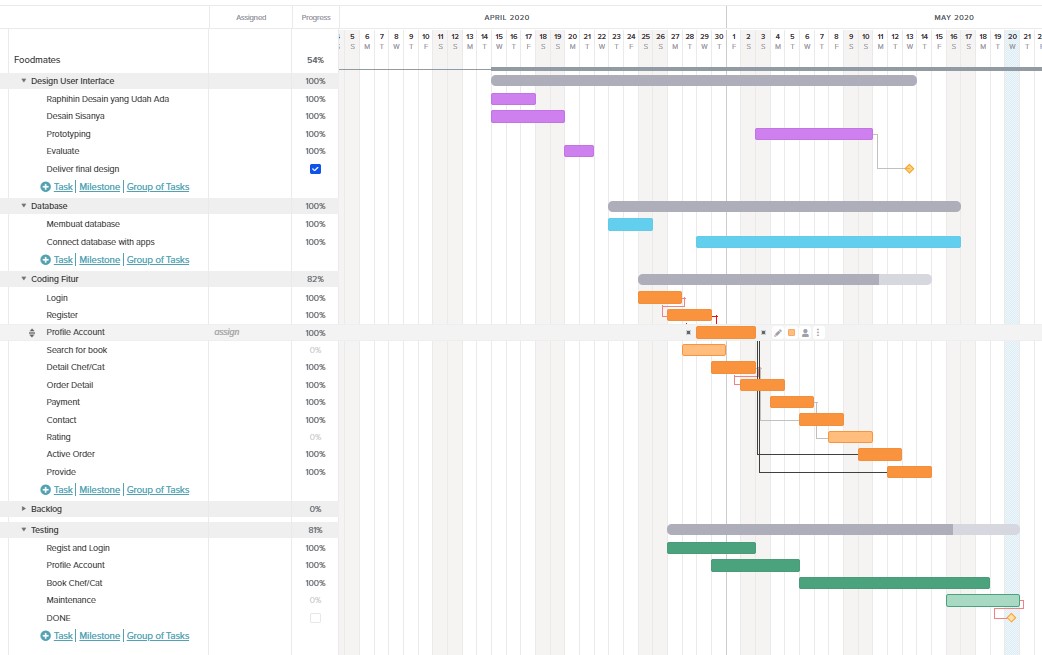 Assigned Progress APRIL 2020 MAY 2020
5 6 7 8 9 10 11 12 13 14 15 16 17 18 19 20 21 22 23 24 25 26 27 28 29 30 1 2 3 4 5 6 7 8 9 10 11 12 13 14 15 16 17 18 19 20 21
S M T W T F S S M T W T F S S M T W T F S S M T W T F S S M T W T F S S M T W T F S S M T W
Foodmates 54%
Design User Interface 100%
Raphihin Desain yang Udah Ada 100%
Desain Sisanya 100%
Prototyping 100%
Evaluate 100%
Deliver final design
Task | Milestone | Group of Tasks
Database 100%
Membuat database 100%
Connect database with apps 100%
Task | Milestone | Group of Tasks
Coding Fitur 82%
Login 100%
Register 100%
Profile Account assign 100%
Search for book 0%
Detail Chef/Cat 100%
Order Detail 100%
Payment 100%
Contact 100%
Rating 0%
Active Order 100%
Provide 100%
Task | Milestone | Group of Tasks
Backlog 0%
Testing 81%
Regist and Login 100%
Profile Account 100%
Book Chef/Cat 100%
Maintenance 0%
DONE
Task | Milestone | Group of Tasks